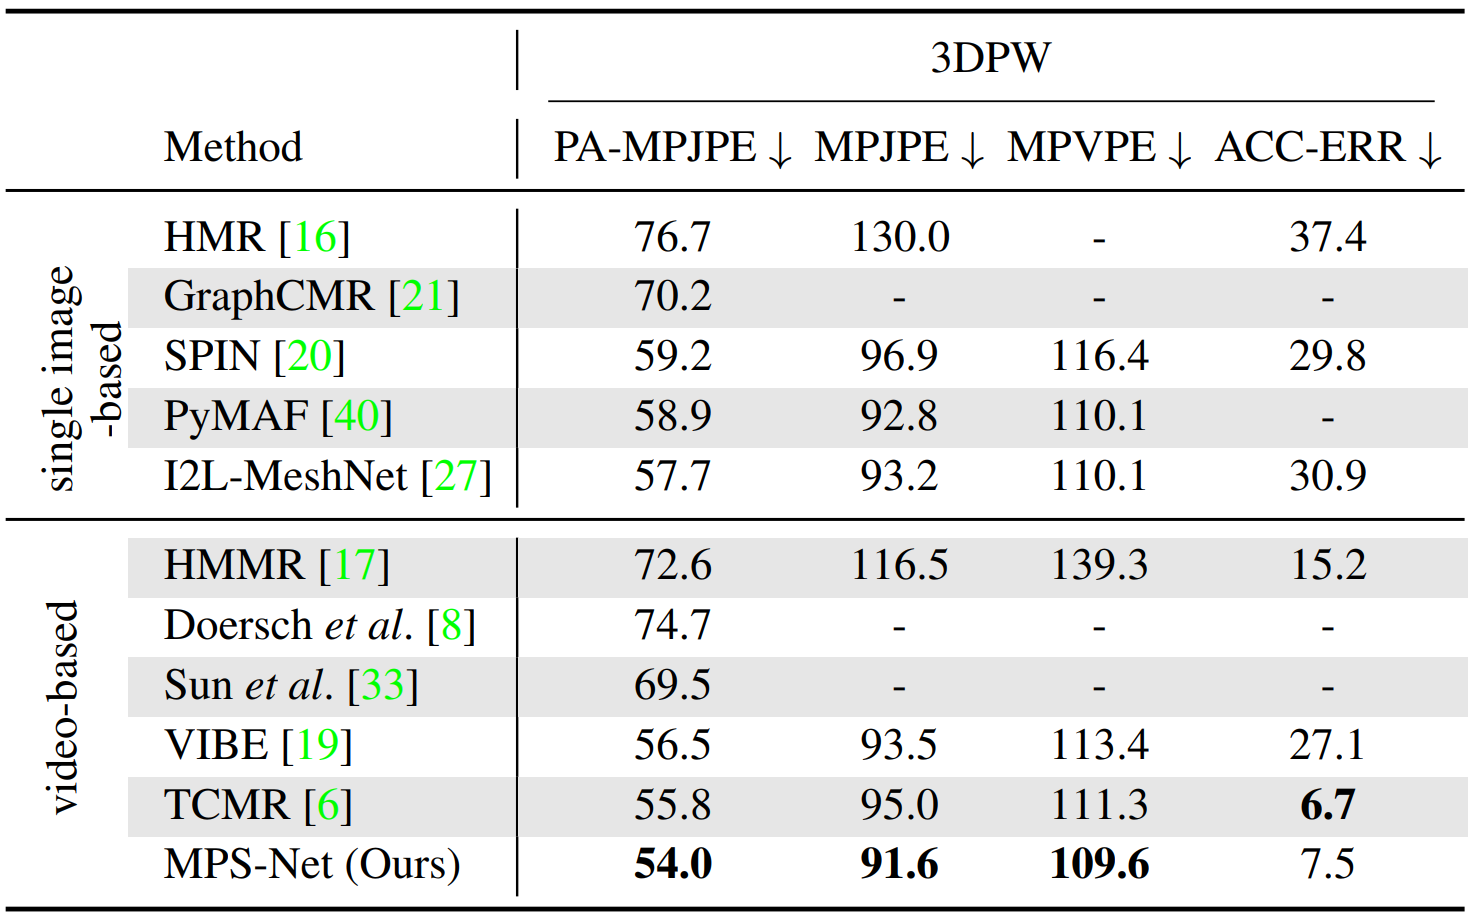 3DPW
Method PA-MPJPE ↓ MPJPE ↓ MPVPE ↓ ACC-ERR ↓
single image
-based
HMR [16] 76.7 130.0 - 37.4
GraphCMR [21] 70.2 - - -
SPIN [20] 59.2 96.9 116.4 29.8
PyMAF [40] 58.9 92.8 110.1 -
I2L-MeshNet [27] 57.7 93.2 110.1 30.9
video-based
HMMR [17] 72.6 116.5 139.3 15.2
Doersch et al. [8] 74.7 - - -
Sun et al. [33] 69.5 - - -
VIBE [19] 56.5 93.5 113.4 27.1
TCMR [6] 55.8 95.0 111.3 6.7
MPS-Net (Ours) 54.0 91.6 109.6 7.5